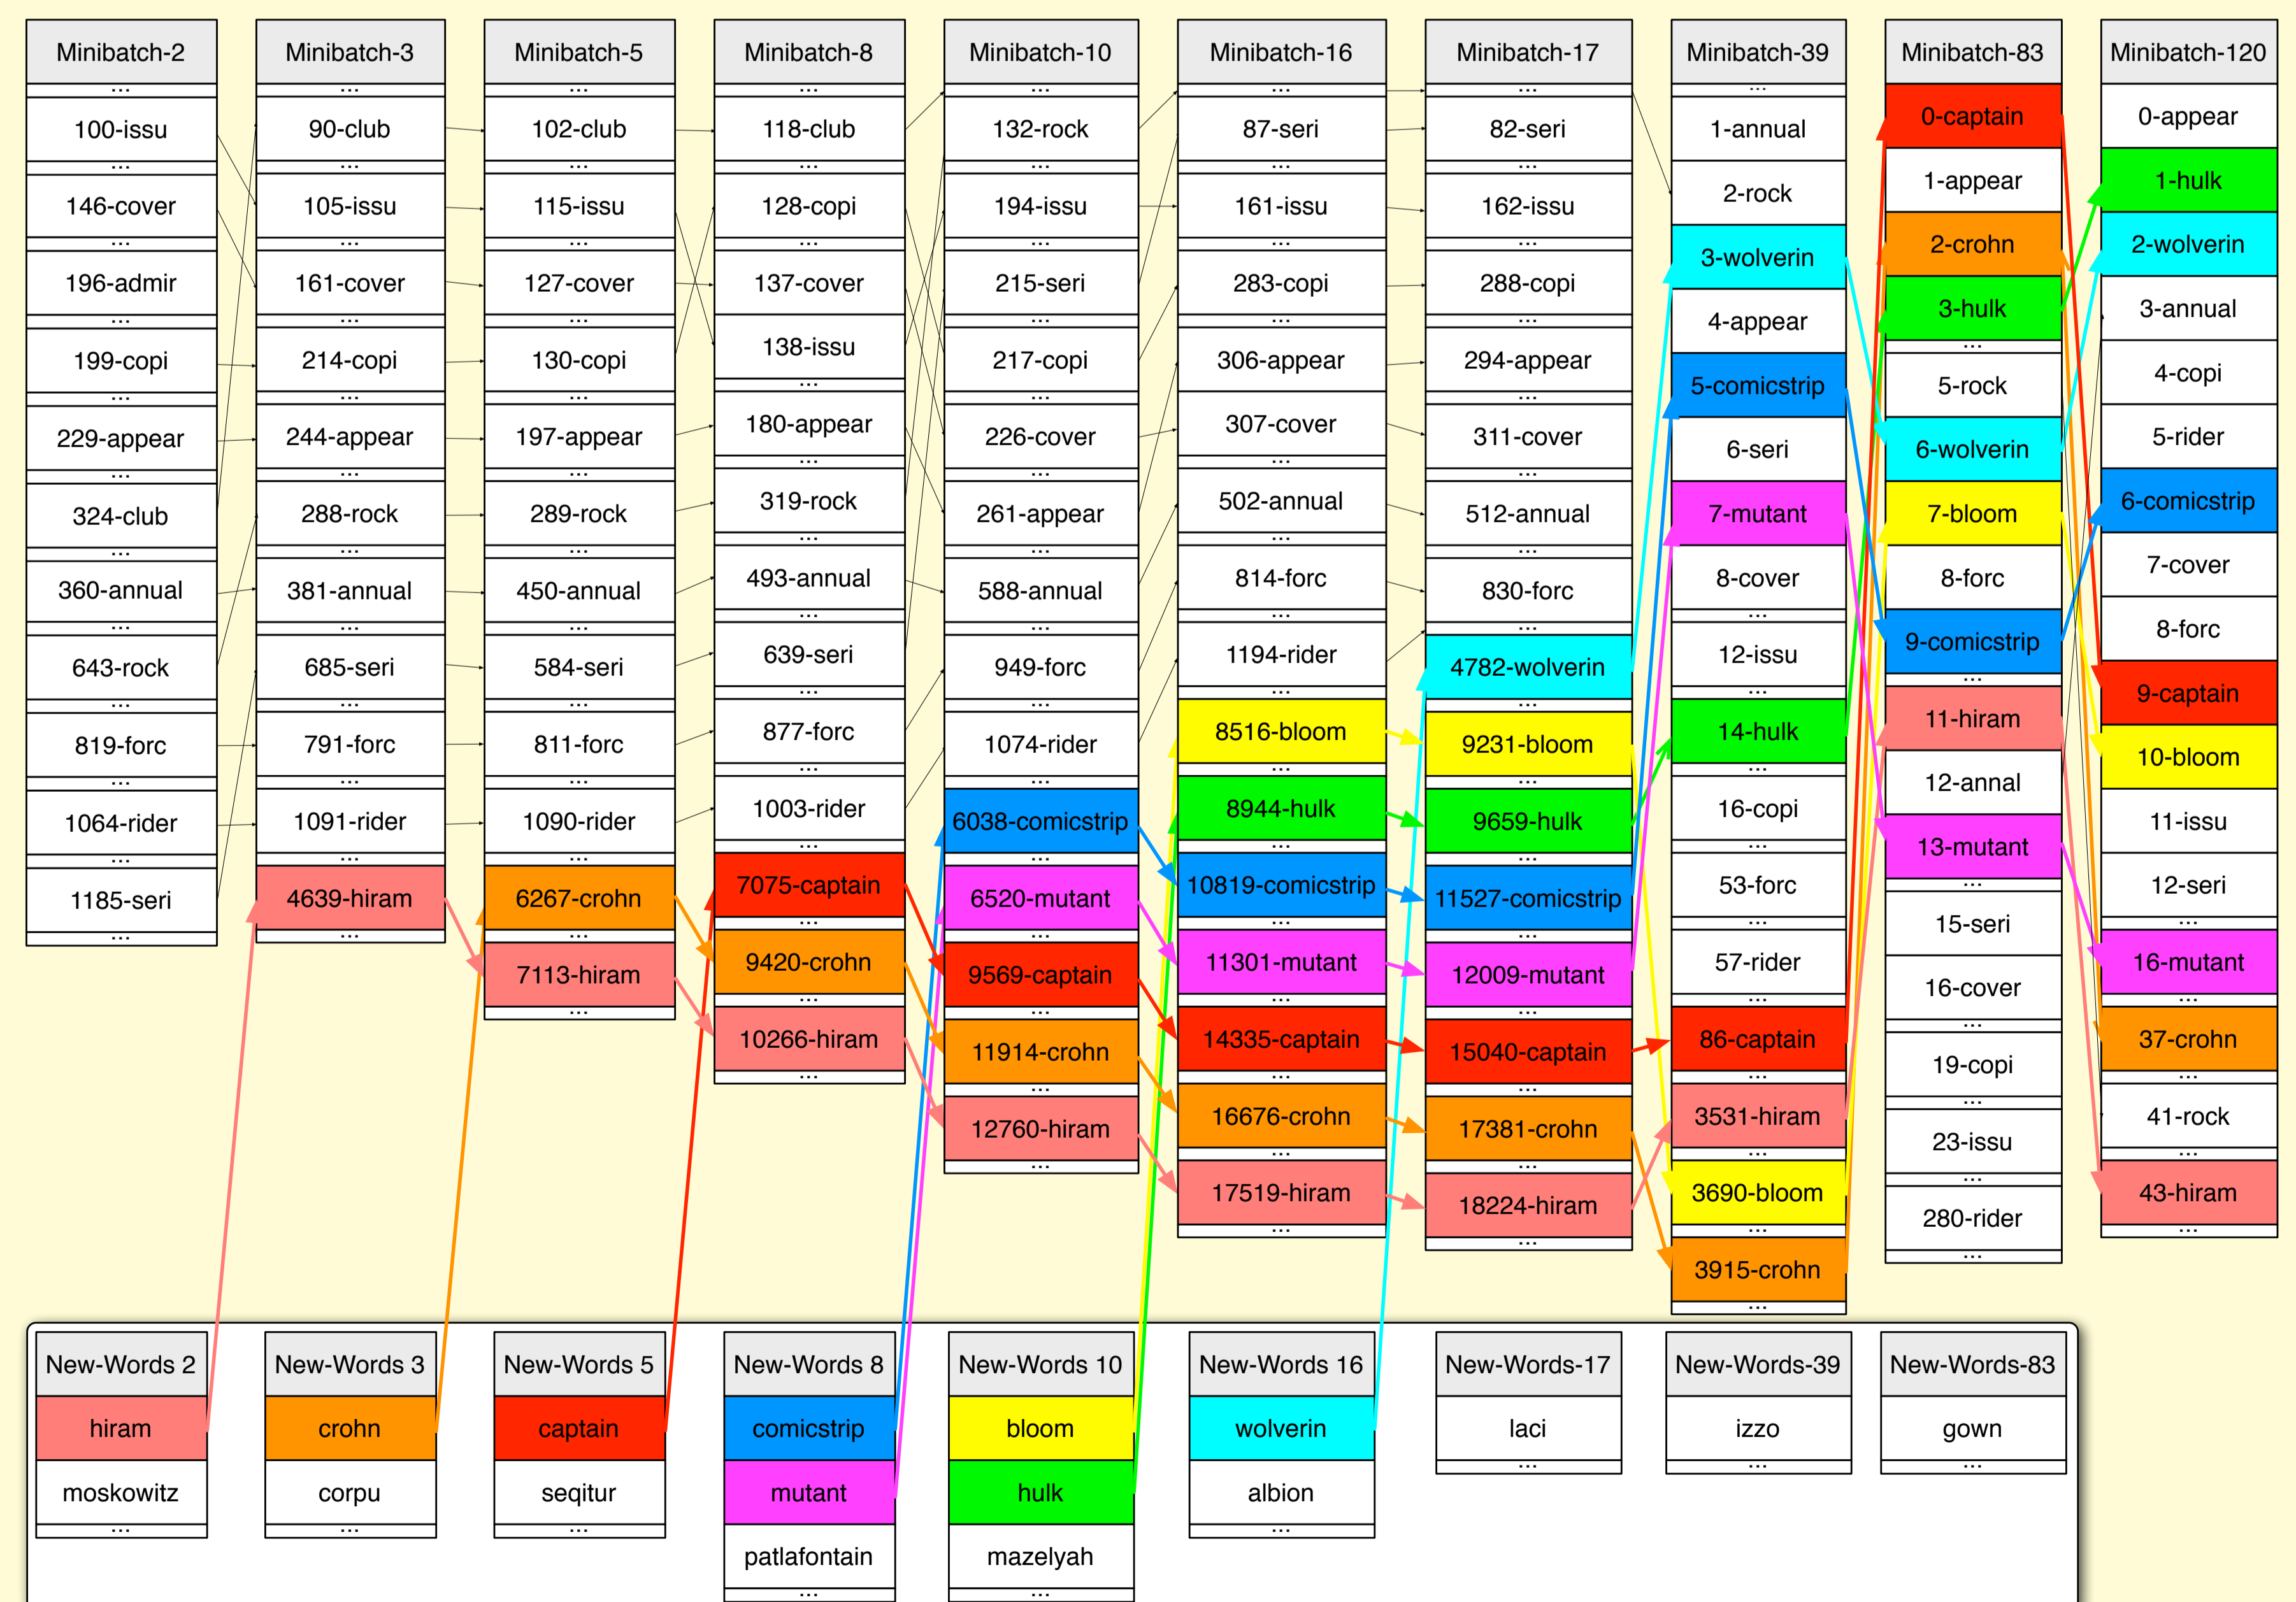 Minibatch-2
...
100-issu
...
146-cover
...
196-admir
...
199-copi
...
229-appear
...
324-club
...
360-annual
...
643-rock
...
819-forc
...
1064-rider
...
1185-seri
...
Minibatch-3
...
90-club
...
105-issu
...
161-cover
...
214-copi
...
244-appear
...
288-rock
...
381-annual
...
685-seri
...
791-forc
...
1091-rider
...
4639-hiram
...
Minibatch-5
...
102-club
...
115-issu
...
127-cover
...
130-copi
...
197-appear
...
289-rock
...
450-annual
...
584-seri
...
811-forc
...
1090-rider
...
6267-crohn
...
7113-hiram
...
Minibatch-8
...
118-club
...
128-copi
...
137-cover
...
138-issu
...
180-appear
...
319-rock
...
493-annual
...
639-seri
...
877-forc
...
1003-rider
...
7075-captain
...
9420-crohn
...
10266-hiram
...
Minibatch-10
...
132-rock
...
194-issu
...
215-seri
...
217-copi
...
226-cover
...
261-appear
...
588-annual
...
949-forc
...
1074-rider
...
6038-comicstrip
...
6520-mutant
...
9569-captain
...
11914-crohn
...
12760-hiram
...
Minibatch-16
...
87-seri
...
161-issu
...
283-copi
...
306-appear
...
307-cover
...
502-annual
...
814-forc
...
1194-rider
...
8516-bloom
...
8944-hulk
...
10819-comicstrip
...
11301-mutant
...
14335-captain
...
16676-crohn
...
17519-hiram
...
Minibatch-17
...
82-seri
...
162-issu
...
288-copi
...
294-appear
...
311-cover
...
512-annual
...
830-forc
...
4782-wolverin
...
9231-bloom
...
9659-hulk
...
11527-comicstrip
...
12009-mutant
...
15040-captain
...
17381-crohn
...
18224-hiram
...
Minibatch-39
...
1-annual
2-rock
3-wolverin
4-appear
5-comicstrip
6-seri
7-mutant
8-cover
...
12-issu
...
14-hulk
...
16-copi
...
53-forc
...
57-rider
...
86-captain
...
3531-hiram
...
3690-bloom
...
3915-crohn
...
Minibatch-83
0-captain
1-appear
2-crohn
3-hulk
...
5-rock
6-wolverin
7-bloom
8-forc
9-comicstrip
...
11-hiram
12-annal
13-mutant
...
15-seri
16-cover
...
19-copi
...
23-issu
...
280-rider
...
Minibatch-120
0-appear
1-hulk
2-wolverin
3-annual
4-copi
5-rider
6-comicstrip
7-cover
8-forc
9-captain
10-bloom
11-issu
12-seri
...
16-mutant
...
37-crohn
...
41-rock
...
43-hiram
...
New-Words 2
hiram
moskowitz
...
New-Words 3
crohn
corpu
...
New-Words 5
captain
seqitur
...
New-Words 8
comicstrip
mutant
patlafontain
...
New-Words 10
bloom
hulk
mazelyah
...
New-Words 16
wolverin
albion
...
New-Words-17
laci
...
New-Words-39
izzo
...
New-Words-83
gown
...